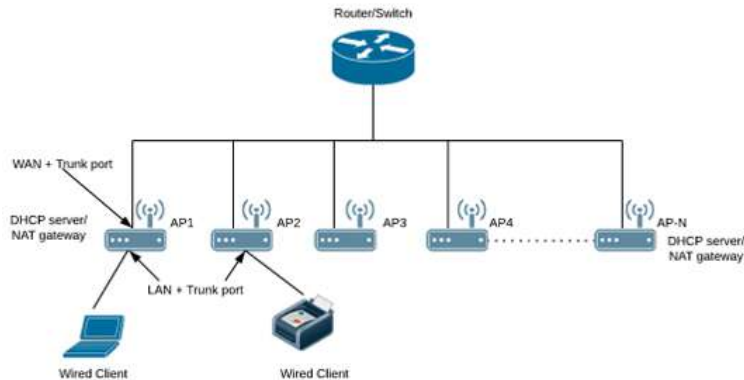 Router/Switch
WAN + Trunk port
DHCP server/
NAT gateway
AP1
AP2
AP3
AP4
AP-N
DHCP server/
NAT gateway
LAN + Trunk port
Wired Client
Wired Client